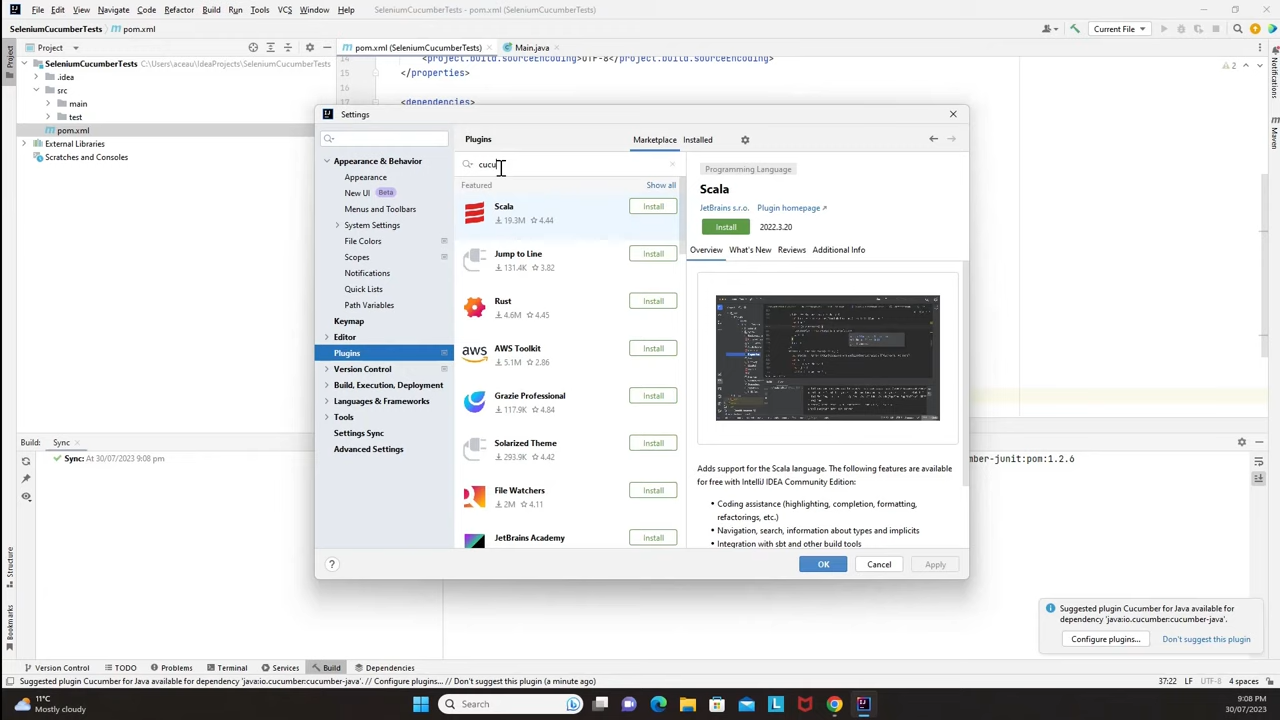 File Edit View Navigate Code Refactor Build Run Tools VCS Window Help SeleniumCucumberTests - pom.xml
SeleniumCucumberTests pom.xml Current File
Project pom.xml (SeleniumCucumberTests) Main.java
SeleniumCucumberTests C:\Users\aceau\IdeaProjects\SeleniumCucumberTests
.idea
src
main
test
pom.xml
External Libraries
Scratches and Consoles
Project
Structure
Bookmarks
14 <project.build.sourceEncoding>UTF-8</project.build.sourceEncoding>
15 </properties>
<dependencies>
2
Notifications
Maven
Settings
Appearance & Behavior
Appearance
New UI Beta
Menus and Toolbars
System Settings
File Colors
Scopes
Notifications
Quick Lists
Path Variables
Keymap
Editor
Plugins
Version Control
Build, Execution, Deployment
Languages & Frameworks
Tools
Settings Sync
Advanced Settings
Plugins Marketplace Installed
cucu
Featured Show all
Scala Install
19.3M 4.44
Jump to Line Install
131.4K 3.82
Rust Install
4.6M 4.45
AWS Toolkit Install
5.1M 2.86
Grazie Professional Install
117.9K 4.84
Solarized Theme Install
293.9K 4.42
File Watchers Install
2M 4.11
JetBrains Academy Install
Programming Language
Scala
JetBrains s.r.o. Plugin homepage
Install 2022.3.20
Overview What's New Reviews Additional Info
Adds support for the Scala language. The following features are available
for free with IntelliJ IDEA Community Edition:
• Coding assistance (highlighting, completion, formatting,
refactorings, etc.)
• Navigation, search, information about types and implicits
• Integration with sbt and other build tools
? OK Cancel Apply
Build: Sync
Sync: At 30/07/2023 9:08 pm
mber-junit:pom:1.2.6
Suggested plugin Cucumber for Java available for
dependency 'java:io.cucumber:cucumber-java'.
Configure plugins... Don't suggest this plugin
Version Control TODO Problems Terminal Services Build Dependencies
Suggested plugin Cucumber for Java available for dependency 'java:io.cucumber:cucumber-java'. // Configure plugins... // Don't suggest this plugin (a minute ago) 37:22 LF UTF-8 4 spaces
11°C
Mostly cloudy
Search
9:08 PM
30/07/2023